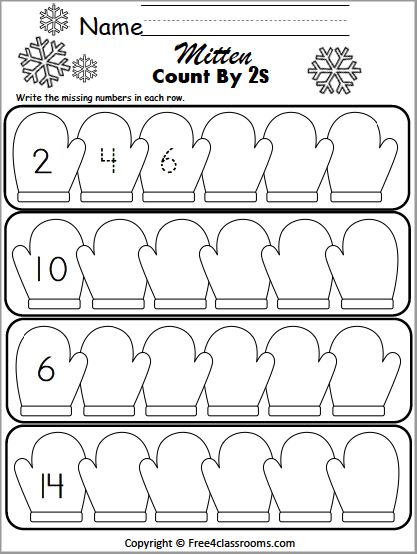 Name
Mitten
Count By 2s
Write the missing numbers in each row.
2 4 6
10
6
14
Copyright © Free4classrooms.com